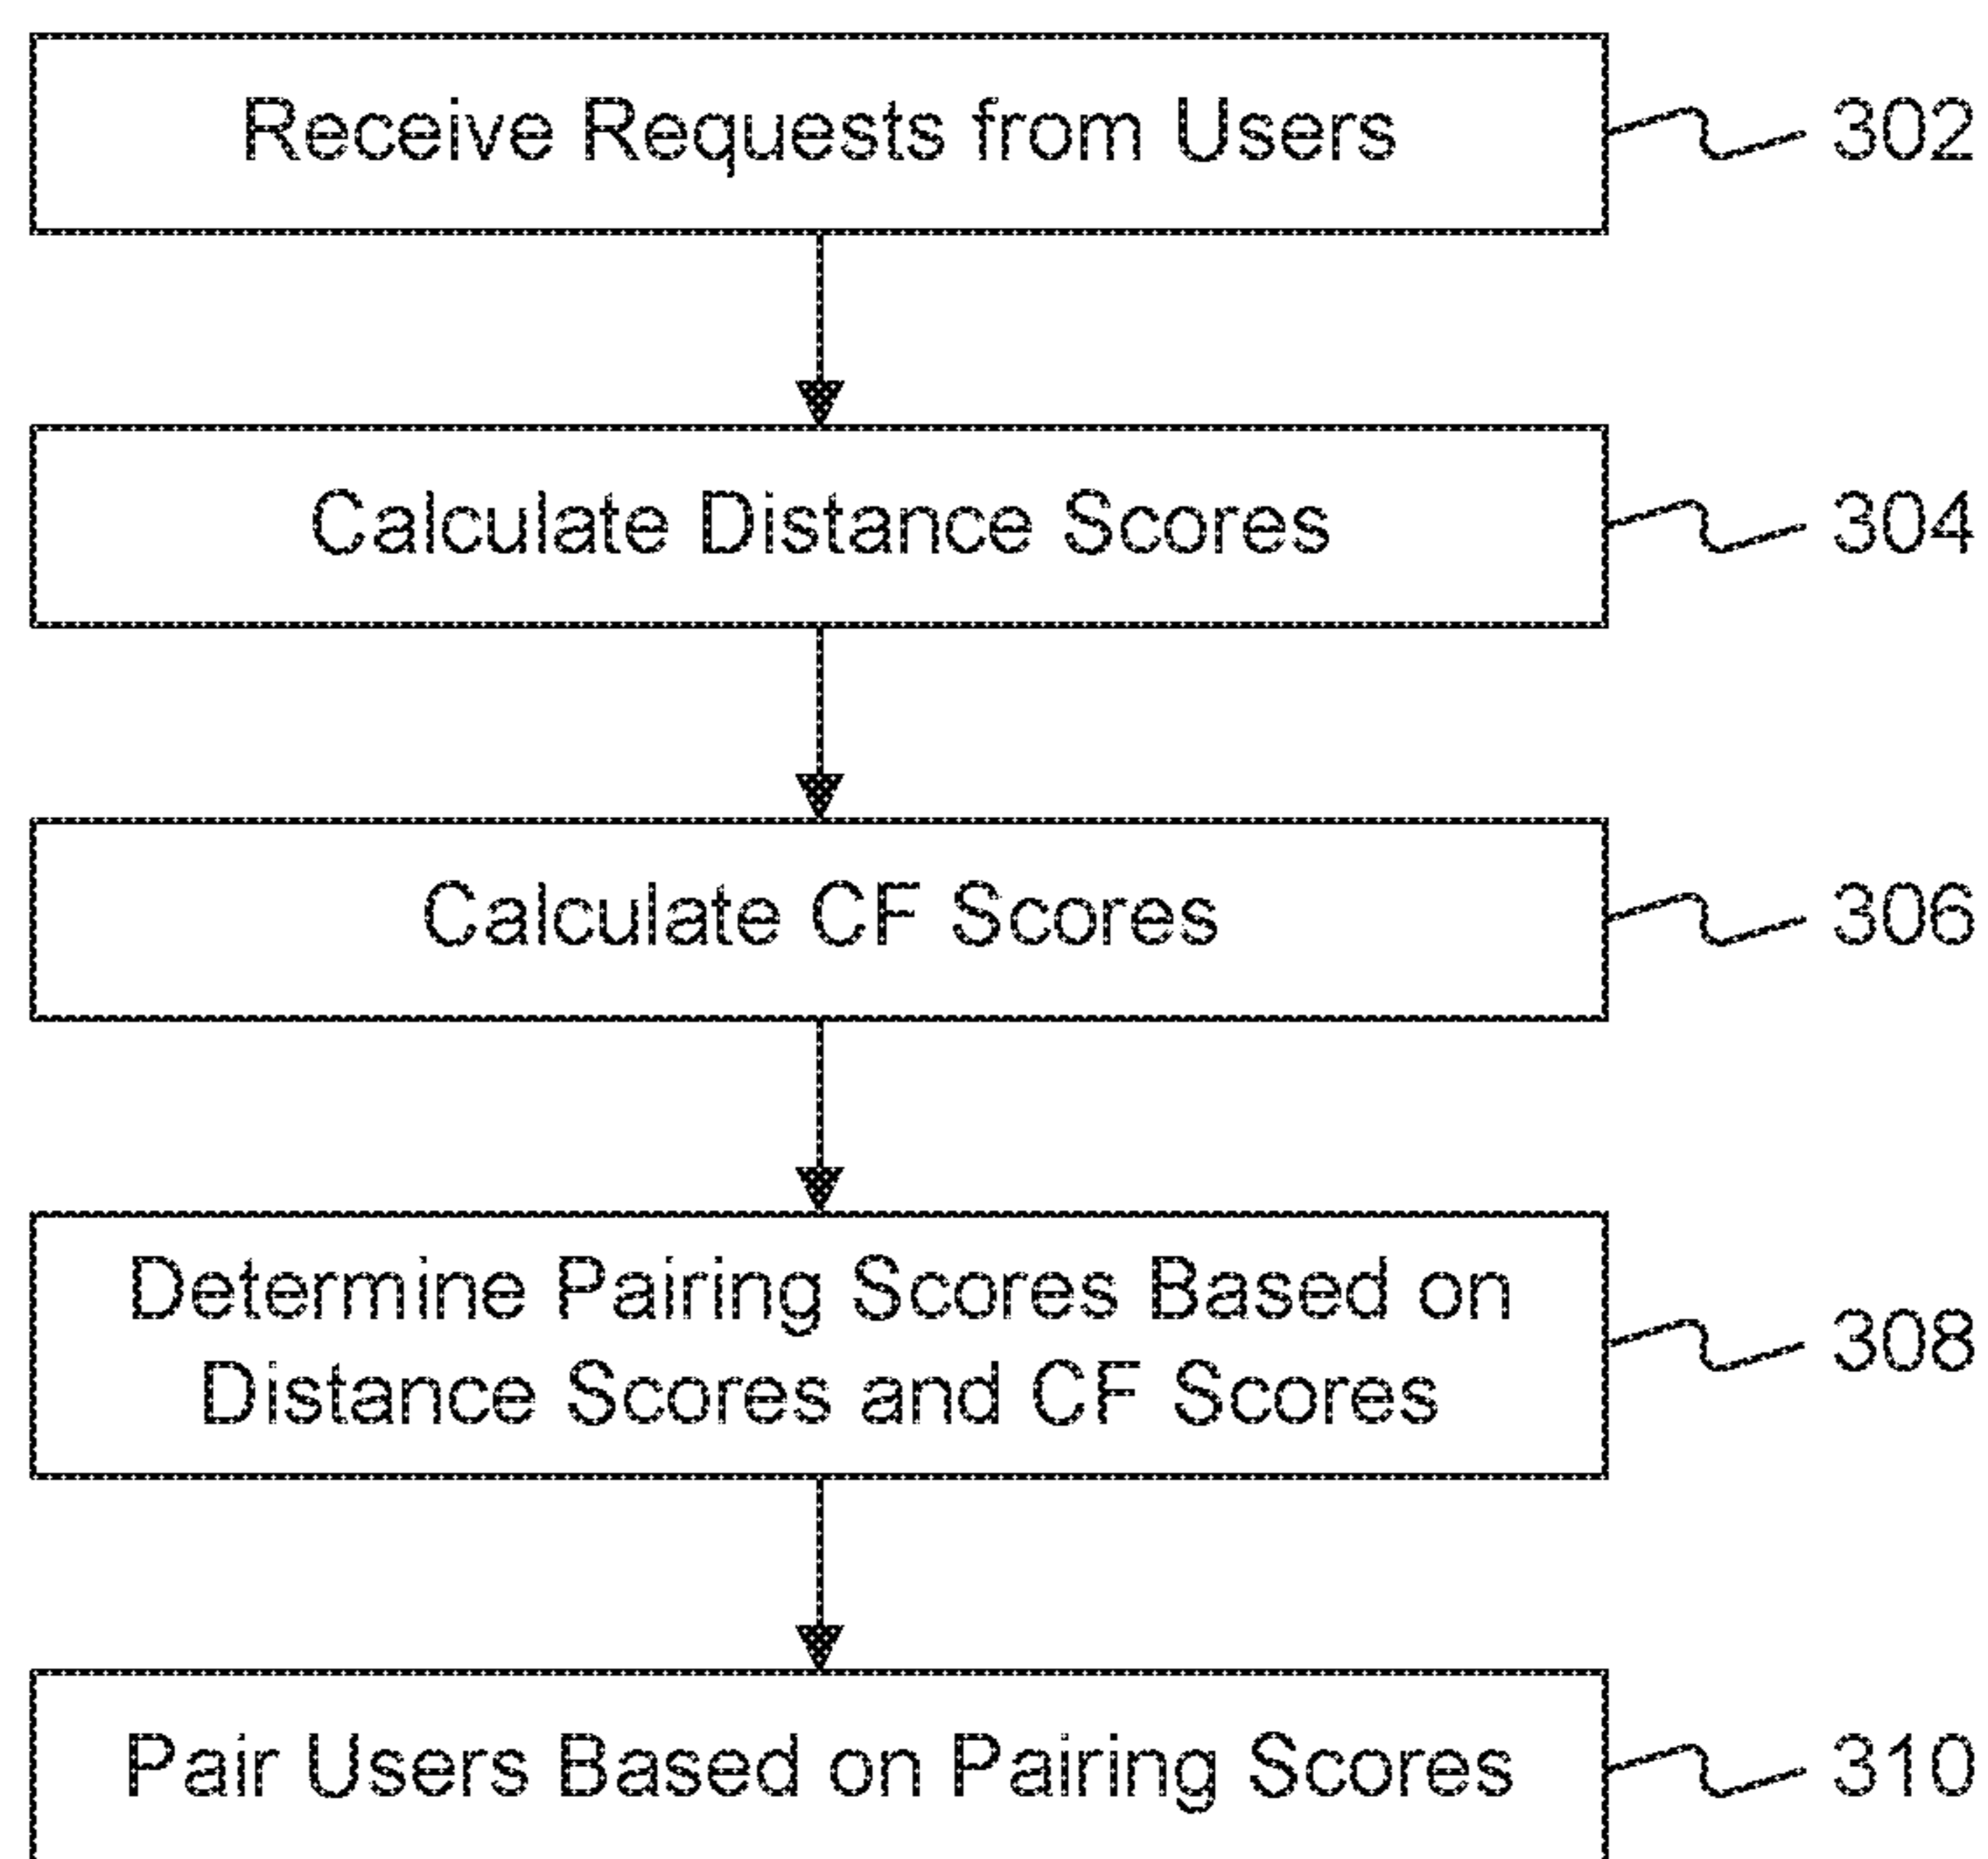 Receive Requests from Users
302
Calculate Distance Scores
304
Calculate CF Scores
306
Determine Pairing Scores Based on
Distance Scores and CF Scores
308
Pair Users Based on Pairing Scores
310